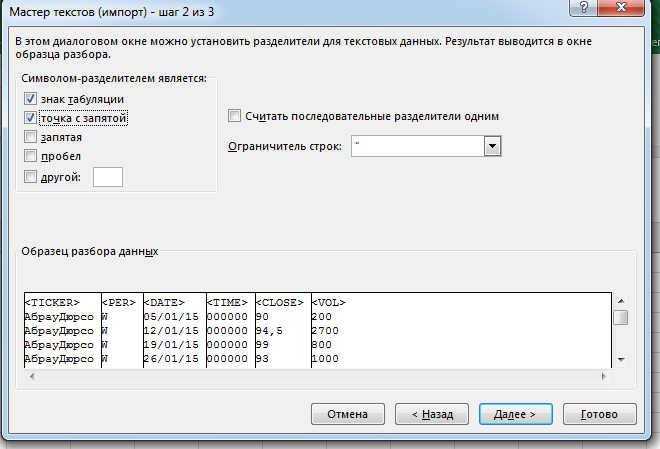 Мастер текстов (импорт) - шаг 2 из 3
В этом диалоговом окне можно установить разделители для текстовых данных. Результат выводится в окне
образца разбора.
Символом-разделителем является:
знак табуляции
точка с запятой
запятая
пробел
другой:
Считать последовательные разделители одним
Ограничитель строк: "
Образец разбора данных
<TICKER> <PER> <DATE> <TIME> <CLOSE> <VOL>
АбрауДюрсо W 05/01/15 000000 90 200
АбрауДюрсо W 12/01/15 000000 94,5 2700
АбрауДюрсо W 19/01/15 000000 99 800
АбрауДюрсо W 26/01/15 000000 93 1000
Отмена < Назад Далее > Готово